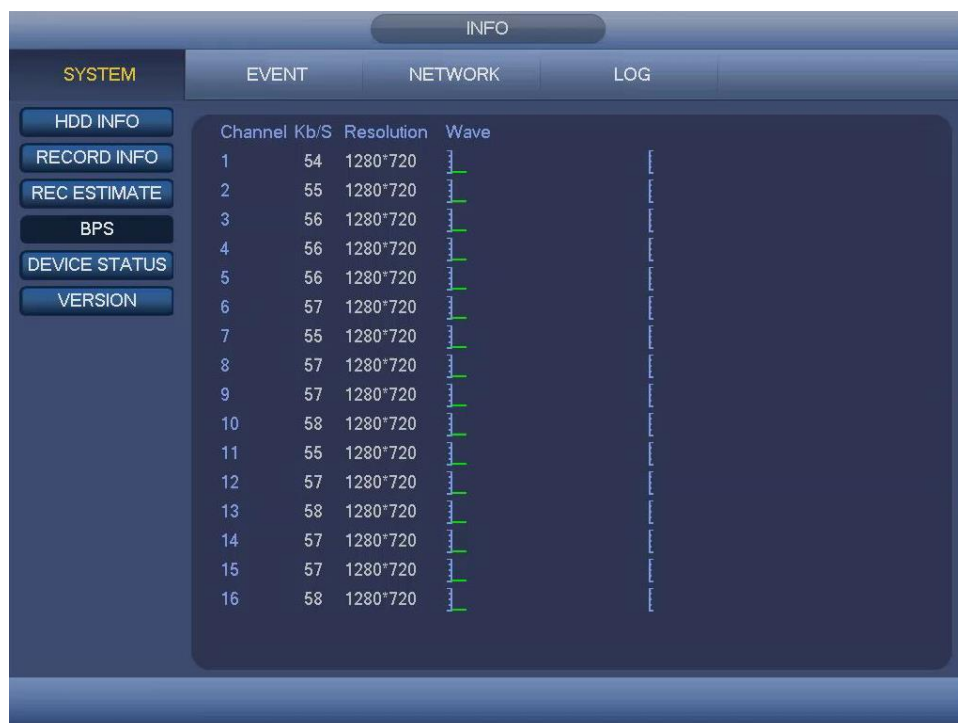 INFO
SYSTEM EVENT NETWORK LOG
HDD INFO
RECORD INFO
REC ESTIMATE
BPS
DEVICE STATUS
VERSION
Channel Kb/S Resolution Wave
1 54 1280*720
2 55 1280*720
3 56 1280*720
4 56 1280*720
5 56 1280*720
6 57 1280*720
7 55 1280*720
8 57 1280*720
9 57 1280*720
10 58 1280*720
11 55 1280*720
12 57 1280*720
13 58 1280*720
14 57 1280*720
15 57 1280*720
16 58 1280*720